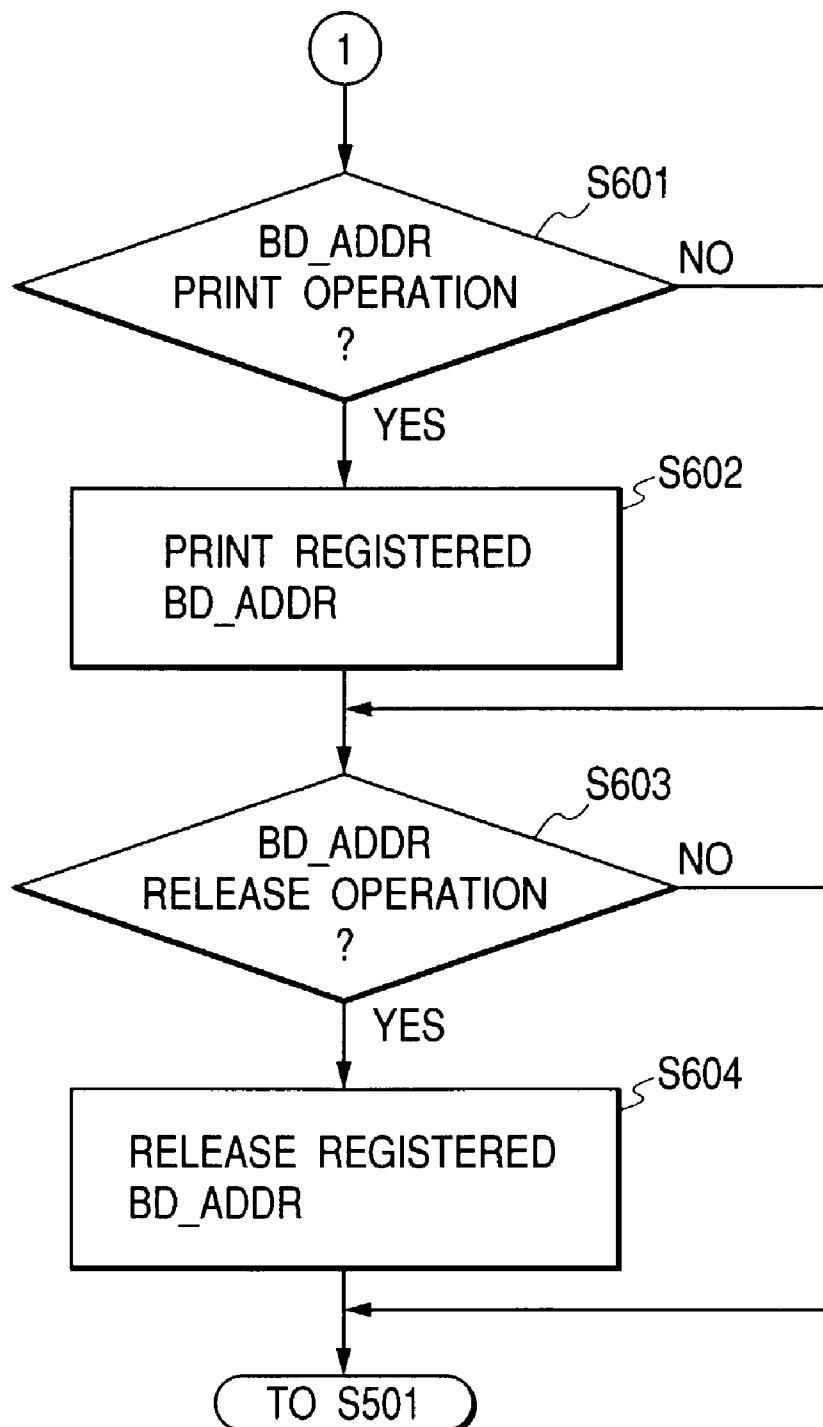 1
S601
BD_ADDR
PRINT OPERATION
?
NO
YES
S602
PRINT REGISTERED
BD_ADDR
S603
BD_ADDR
RELEASE OPERATION
?
NO
YES
S604
RELEASE REGISTERED
BD_ADDR
TO S501